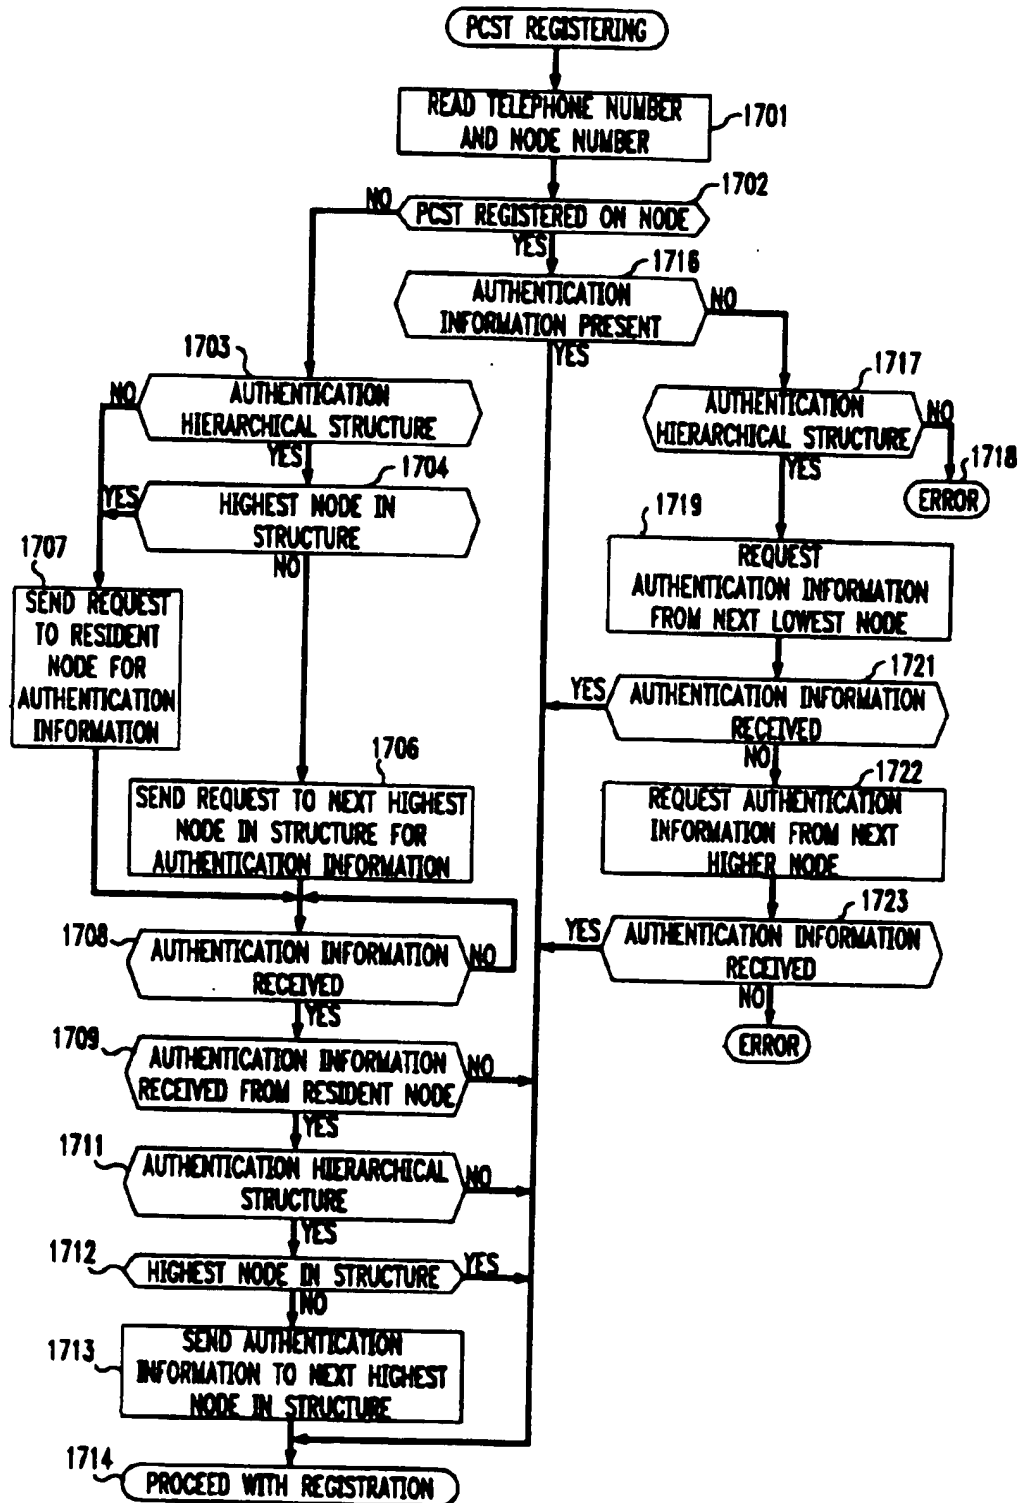 PCST REGISTERING
READ TELEPHONE NUMBER
AND NODE NUMBER
1701
1702
NO
PCST REGISTERED ON NODE
YES
1716
AUTHENTICATION
INFORMATION PRESENT
NO
YES
1703
NO
AUTHENTICATION
HIERARCHICAL STRUCTURE
YES
1704
YES
HIGHEST NODE IN
STRUCTURE
NO
1707
SEND REQUEST
TO RESIDENT
NODE FOR
AUTHENTICATION
INFORMATION
1706
SEND REQUEST TO NEXT HIGHEST
NODE IN STRUCTURE FOR
AUTHENTICATION INFORMATION
1717
AUTHENTICATION
HIERARCHICAL STRUCTURE
NO
YES
1718
ERROR
1719
REQUEST
AUTHENTICATION INFORMATION
FROM NEXT LOWEST NODE
1721
YES
AUTHENTICATION INFORMATION
RECEIVED
NO
1722
REQUEST AUTHENTICATION
INFORMATION FROM NEXT
HIGHER NODE
1723
YES
AUTHENTICATION INFORMATION
RECEIVED
NO
ERROR
1708
AUTHENTICATION INFORMATION
RECEIVED
NO
YES
1709
AUTHENTICATION INFORMATION
RECEIVED FROM RESIDENT NODE
NO
YES
1711
AUTHENTICATION HIERARCHICAL
STRUCTURE
NO
YES
1712
HIGHEST NODE IN STRUCTURE
YES
NO
1713
SEND AUTHENTICATION
INFORMATION TO NEXT HIGHEST
NODE IN STRUCTURE
1714
PROCEED WITH REGISTRATION